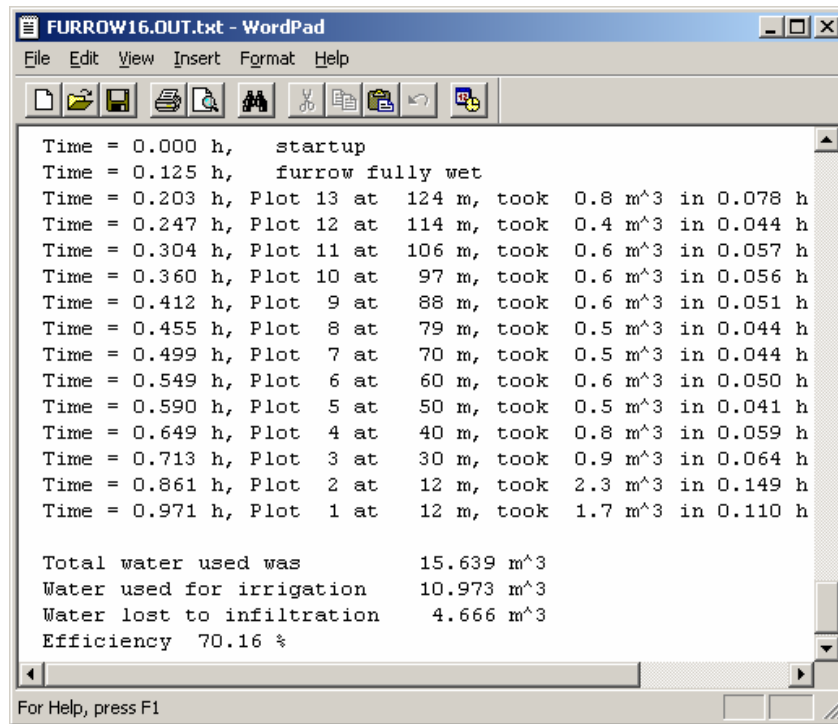 FURROW16.OUT.txt - WordPad
File Edit View Insert Format Help
Time = 0.000 h,   startup
Time = 0.125 h,   furrow fully wet
Time = 0.203 h, Plot 13 at  124 m, took  0.8 m^3 in 0.078 h
Time = 0.247 h, Plot 12 at  114 m, took  0.4 m^3 in 0.044 h
Time = 0.304 h, Plot 11 at  106 m, took  0.6 m^3 in 0.057 h
Time = 0.360 h, Plot 10 at   97 m, took  0.6 m^3 in 0.056 h
Time = 0.412 h, Plot  9 at   88 m, took  0.6 m^3 in 0.051 h
Time = 0.455 h, Plot  8 at   79 m, took  0.5 m^3 in 0.044 h
Time = 0.499 h, Plot  7 at   70 m, took  0.5 m^3 in 0.044 h
Time = 0.549 h, Plot  6 at   60 m, took  0.6 m^3 in 0.050 h
Time = 0.590 h, Plot  5 at   50 m, took  0.5 m^3 in 0.041 h
Time = 0.649 h, Plot  4 at   40 m, took  0.8 m^3 in 0.059 h
Time = 0.713 h, Plot  3 at   30 m, took  0.9 m^3 in 0.064 h
Time = 0.861 h, Plot  2 at   12 m, took  2.3 m^3 in 0.149 h
Time = 0.971 h, Plot  1 at   12 m, took  1.7 m^3 in 0.110 h
Total water used was         15.639 m^3
Water used for irrigation    10.973 m^3
Water lost to infiltration    4.666 m^3
Efficiency  70.16 %
For Help, press F1